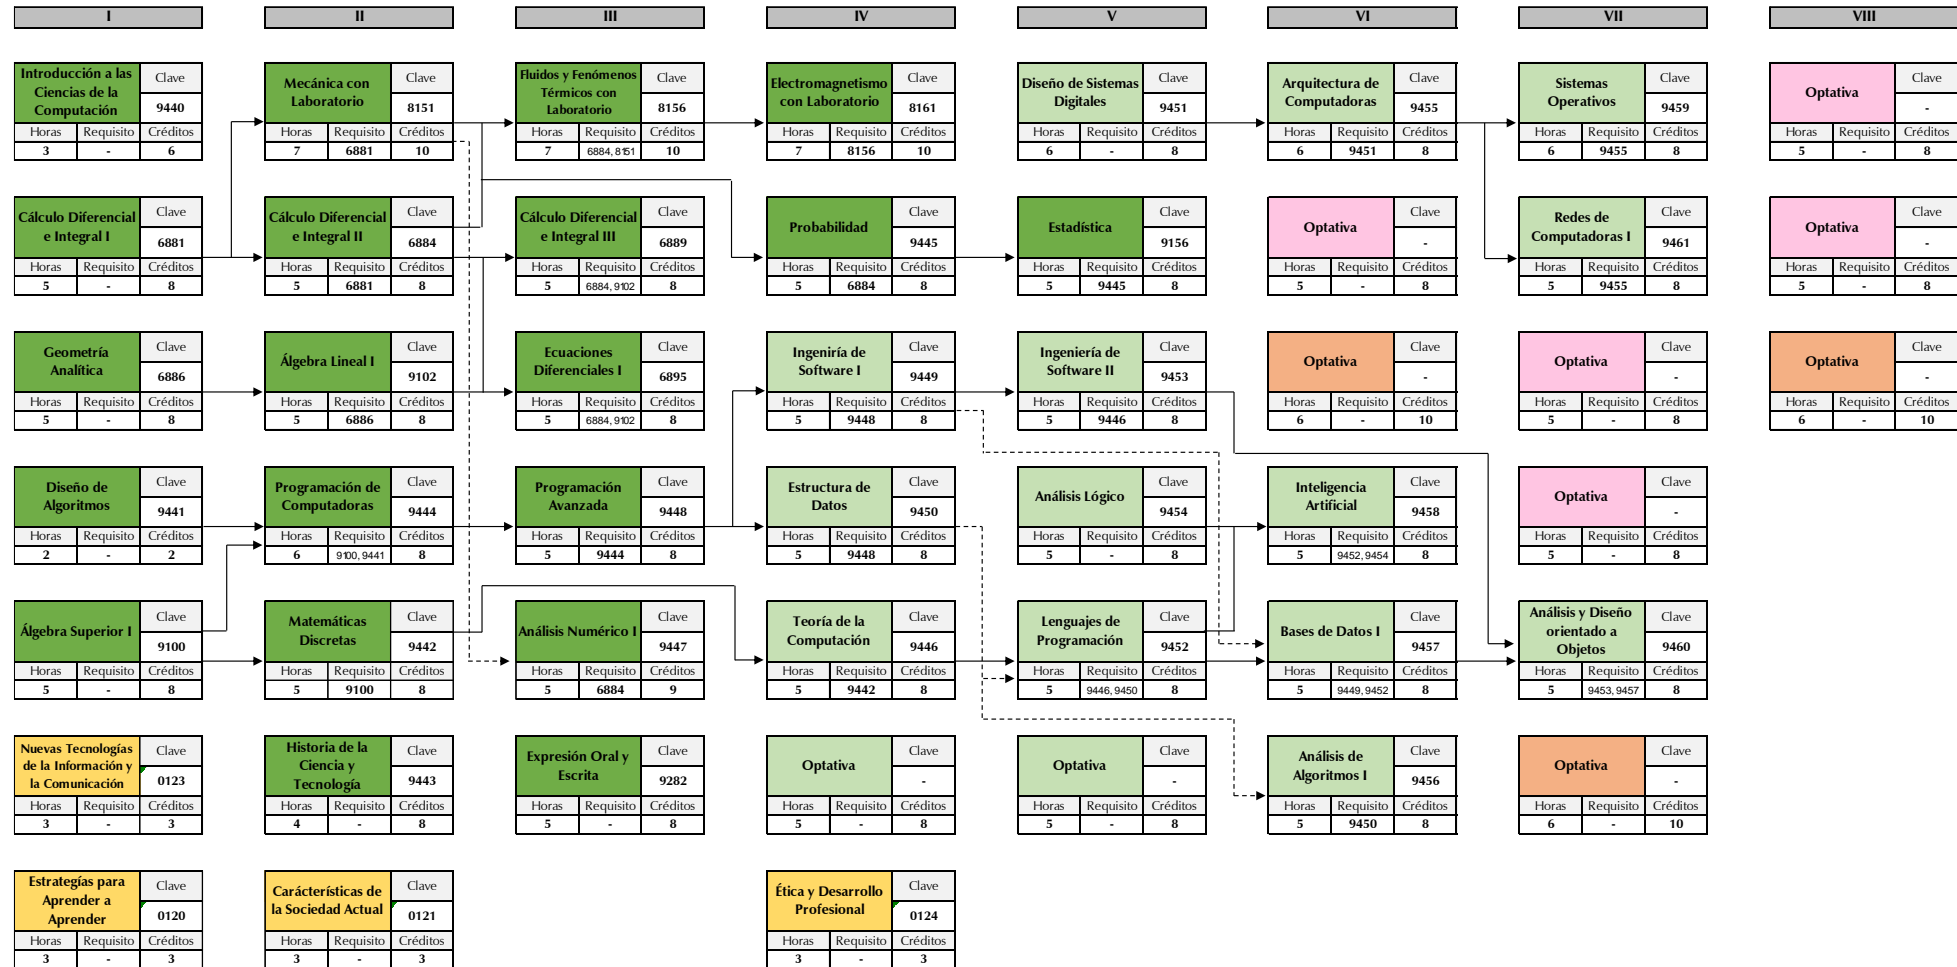 I II III IV V VI VII VIII
Introducción a las Ciencias de la Computación Clave 9440
Horas Requisito Créditos
3 - 6
Mecánica con Laboratorio Clave 8151
Horas Requisito Créditos
7 6881 10
Fluidos y Fenómenos Térmicos con Laboratorio Clave 8156
Horas Requisito Créditos
7 6884, 8151 10
Electromagnetismo con Laboratorio Clave 8161
Horas Requisito Créditos
7 8156 10
Diseño de Sistemas Digitales Clave 9451
Horas Requisito Créditos
6 - 8
Arquitectura de Computadoras Clave 9455
Horas Requisito Créditos
6 9451 8
Sistemas Operativos Clave 9459
Horas Requisito Créditos
6 9455 8
Optativa Clave -
Horas Requisito Créditos
5 - 8
Cálculo Diferencial e Integral I Clave 6881
Horas Requisito Créditos
5 - 8
Cálculo Diferencial e Integral II Clave 6884
Horas Requisito Créditos
5 6881 8
Cálculo Diferencial e Integral III Clave 6889
Horas Requisito Créditos
5 6884, 9102 8
Probabilidad Clave 9445
Horas Requisito Créditos
5 6884 8
Estadística Clave 9156
Horas Requisito Créditos
5 9445 8
Optativa Clave -
Horas Requisito Créditos
5 - 8
Redes de Computadoras I Clave 9461
Horas Requisito Créditos
5 9455 8
Optativa Clave -
Horas Requisito Créditos
5 - 8
Geometría Analítica Clave 6886
Horas Requisito Créditos
5 - 8
Álgebra Lineal I Clave 9102
Horas Requisito Créditos
5 6886 8
Ecuaciones Diferenciales I Clave 6895
Horas Requisito Créditos
5 6884, 9102 8
Ingeniría de Software I Clave 9449
Horas Requisito Créditos
5 9448 8
Ingeniería de Software II Clave 9453
Horas Requisito Créditos
5 9446 8
Optativa Clave -
Horas Requisito Créditos
6 - 10
Optativa Clave -
Horas Requisito Créditos
5 - 8
Optativa Clave -
Horas Requisito Créditos
6 - 10
Diseño de Algoritmos Clave 9441
Horas Requisito Créditos
2 - 2
Programación de Computadoras Clave 9444
Horas Requisito Créditos
6 9100, 9441 8
Programación Avanzada Clave 9448
Horas Requisito Créditos
5 9444 8
Estructura de Datos Clave 9450
Horas Requisito Créditos
5 9448 8
Análisis Lógico Clave 9454
Horas Requisito Créditos
5 - 8
Inteligencia Artificial Clave 9458
Horas Requisito Créditos
5 9452, 9454 8
Optativa Clave -
Horas Requisito Créditos
5 - 8
Álgebra Superior I Clave 9100
Horas Requisito Créditos
5 - 8
Matemáticas Discretas Clave 9442
Horas Requisito Créditos
5 9100 8
Análisis Numérico I Clave 9447
Horas Requisito Créditos
5 6884 9
Teoría de la Computación Clave 9446
Horas Requisito Créditos
5 9442 8
Lenguajes de Programación Clave 9452
Horas Requisito Créditos
5 9446, 9450 8
Bases de Datos I Clave 9457
Horas Requisito Créditos
5 9449, 9452 8
Análisis y Diseño orientado a Objetos Clave 9460
Horas Requisito Créditos
5 9453, 9457 8
Nuevas Tecnologías de la Información y la Comunicación Clave 0123
Horas Requisito Créditos
3 - 3
Historia de la Ciencia y Tecnología Clave 9443
Horas Requisito Créditos
4 - 8
Expresión Oral y Escrita Clave 9282
Horas Requisito Créditos
5 - 8
Optativa Clave -
Horas Requisito Créditos
5 - 8
Optativa Clave -
Horas Requisito Créditos
5 - 8
Análisis de Algoritmos I Clave 9456
Horas Requisito Créditos
5 9450 8
Optativa Clave -
Horas Requisito Créditos
6 - 10
Estrategías para Aprender a Aprender Clave 0120
Horas Requisito Créditos
3 - 3
Carácterísticas de la Sociedad Actual Clave 0121
Horas Requisito Créditos
3 - 3
Ética y Desarrollo Profesional Clave 0124
Horas Requisito Créditos
3 - 3